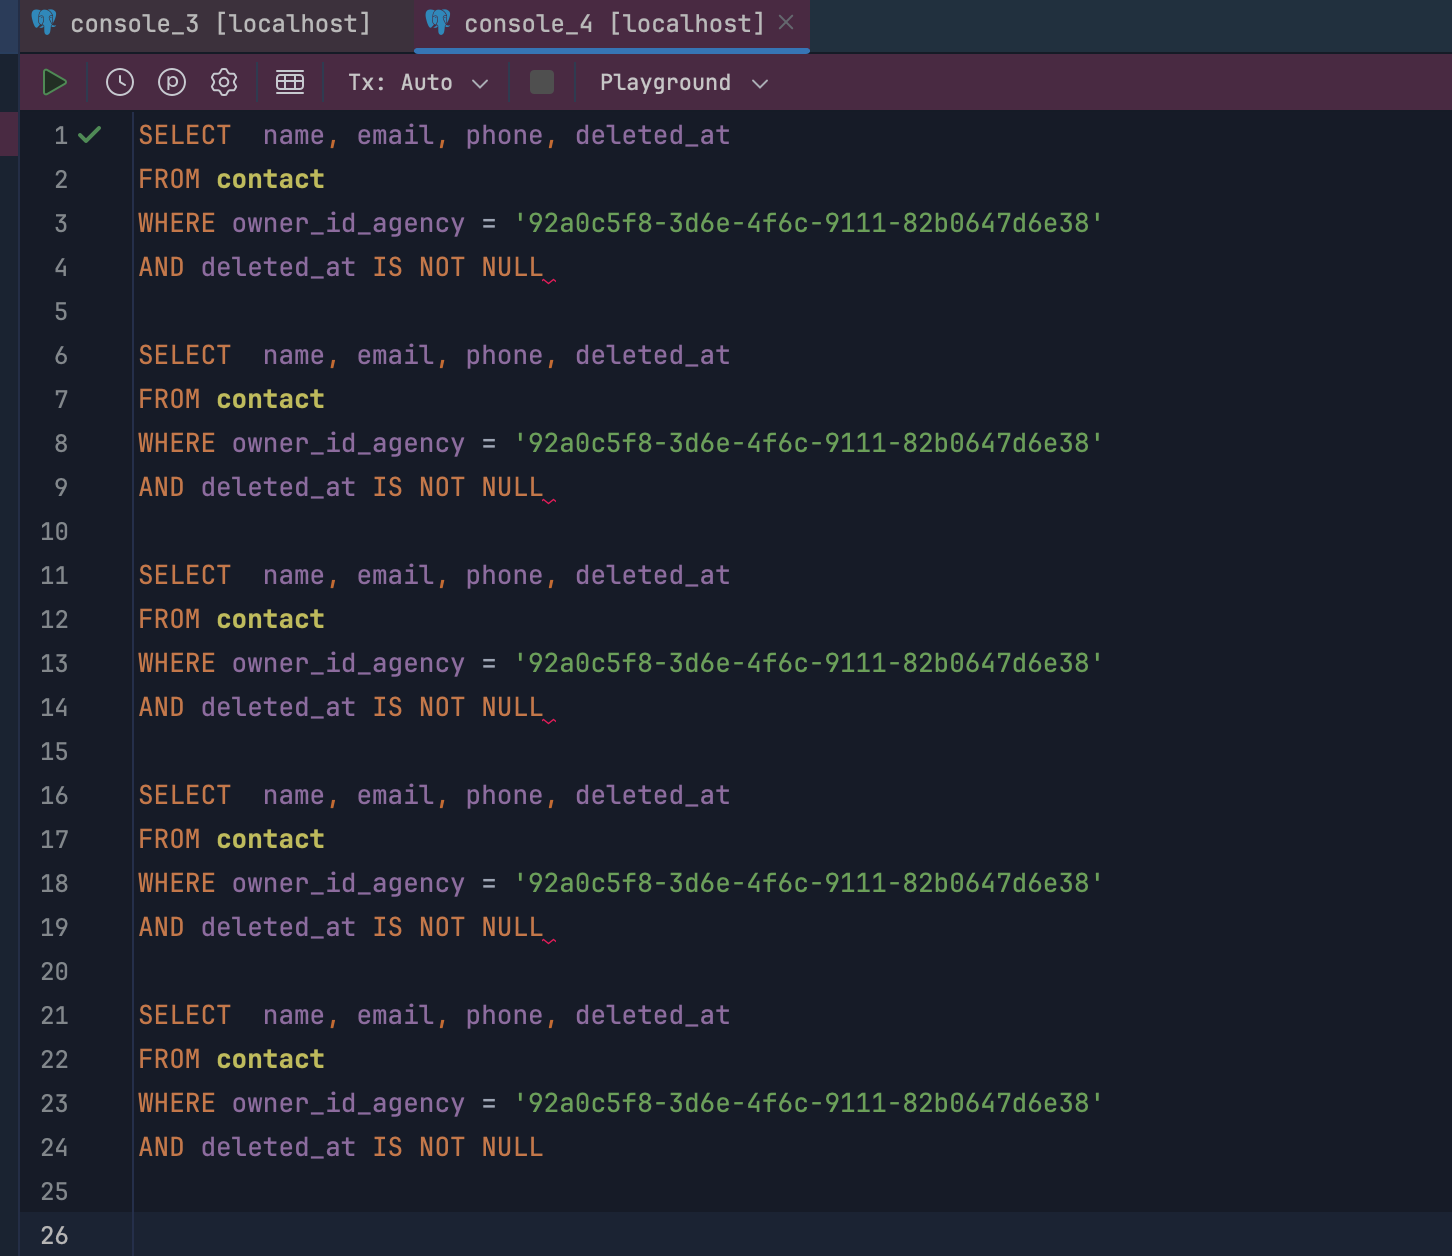 console_3 [localhost] console_4 [localhost]
Tx: Auto Playground
1 SELECT  name, email, phone, deleted_at
2 FROM contact
3 WHERE owner_id_agency = '92a0c5f8-3d6e-4f6c-9111-82b0647d6e38'
4 AND deleted_at IS NOT NULL
5
6 SELECT  name, email, phone, deleted_at
7 FROM contact
8 WHERE owner_id_agency = '92a0c5f8-3d6e-4f6c-9111-82b0647d6e38'
9 AND deleted_at IS NOT NULL
10
11 SELECT  name, email, phone, deleted_at
12 FROM contact
13 WHERE owner_id_agency = '92a0c5f8-3d6e-4f6c-9111-82b0647d6e38'
14 AND deleted_at IS NOT NULL
15
16 SELECT  name, email, phone, deleted_at
17 FROM contact
18 WHERE owner_id_agency = '92a0c5f8-3d6e-4f6c-9111-82b0647d6e38'
19 AND deleted_at IS NOT NULL
20
21 SELECT  name, email, phone, deleted_at
22 FROM contact
23 WHERE owner_id_agency = '92a0c5f8-3d6e-4f6c-9111-82b0647d6e38'
24 AND deleted_at IS NOT NULL
25
26